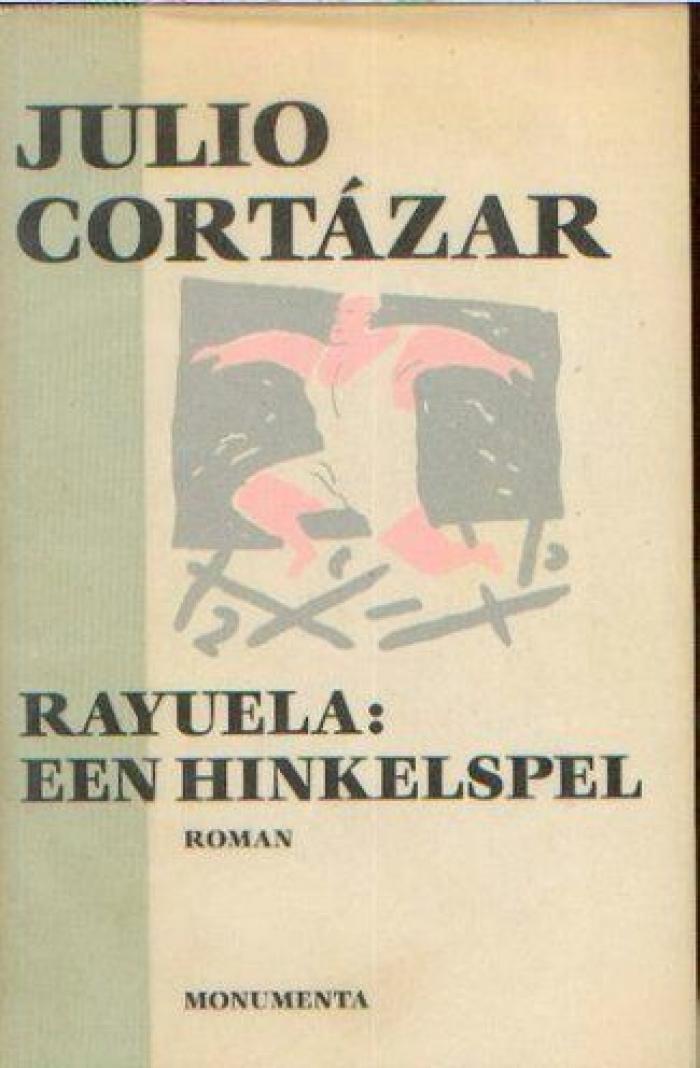 JULIO
CORTÁZAR
RAYUELA:
EEN HINKELSPEL
ROMAN
MONUMENTA